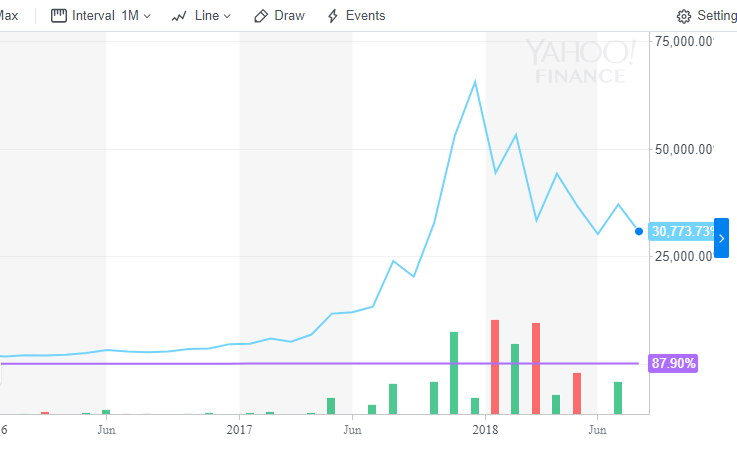 Max Interval 1M Line Draw Events Setting
YAHOO!
FINANCE
75,000.00
50,000.00
30,773.73%
25,000.00
87.90%
6 Jun 2017 Jun 2018 Jun